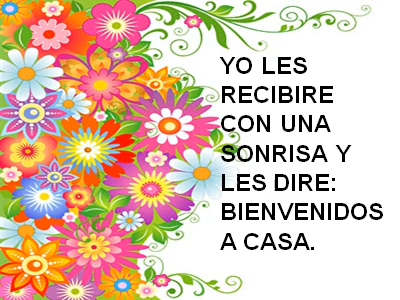 YO LES
RECIBIRE
CON UNA
SONRISA Y
LES DIRE:
BIENVENIDOS
A CASA.